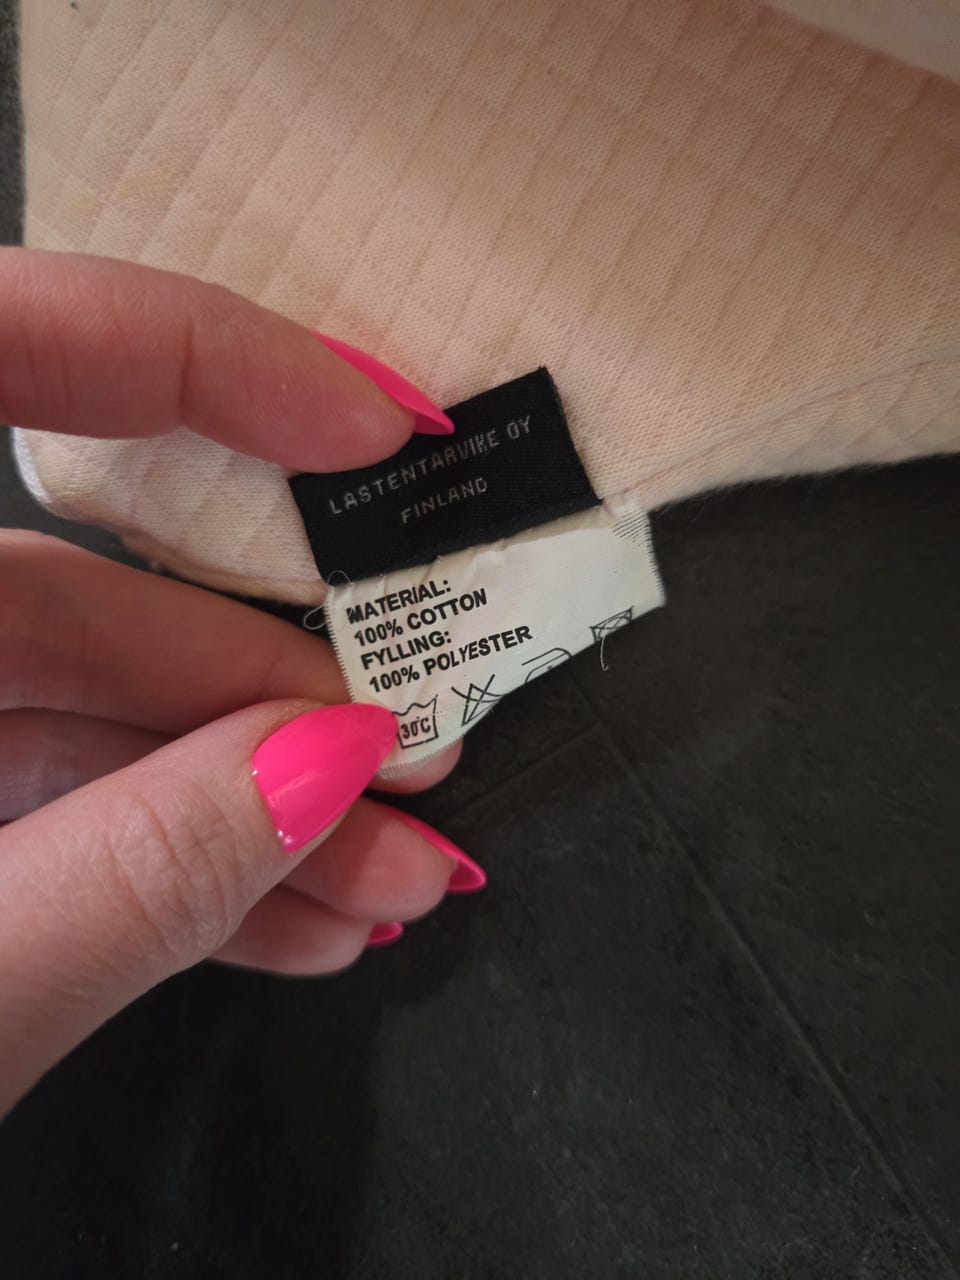 LASTENTARVIKE OY
FINLAND
MATERIAL:
100% COTTON
FYLLING:
100% POLYESTER
30°C